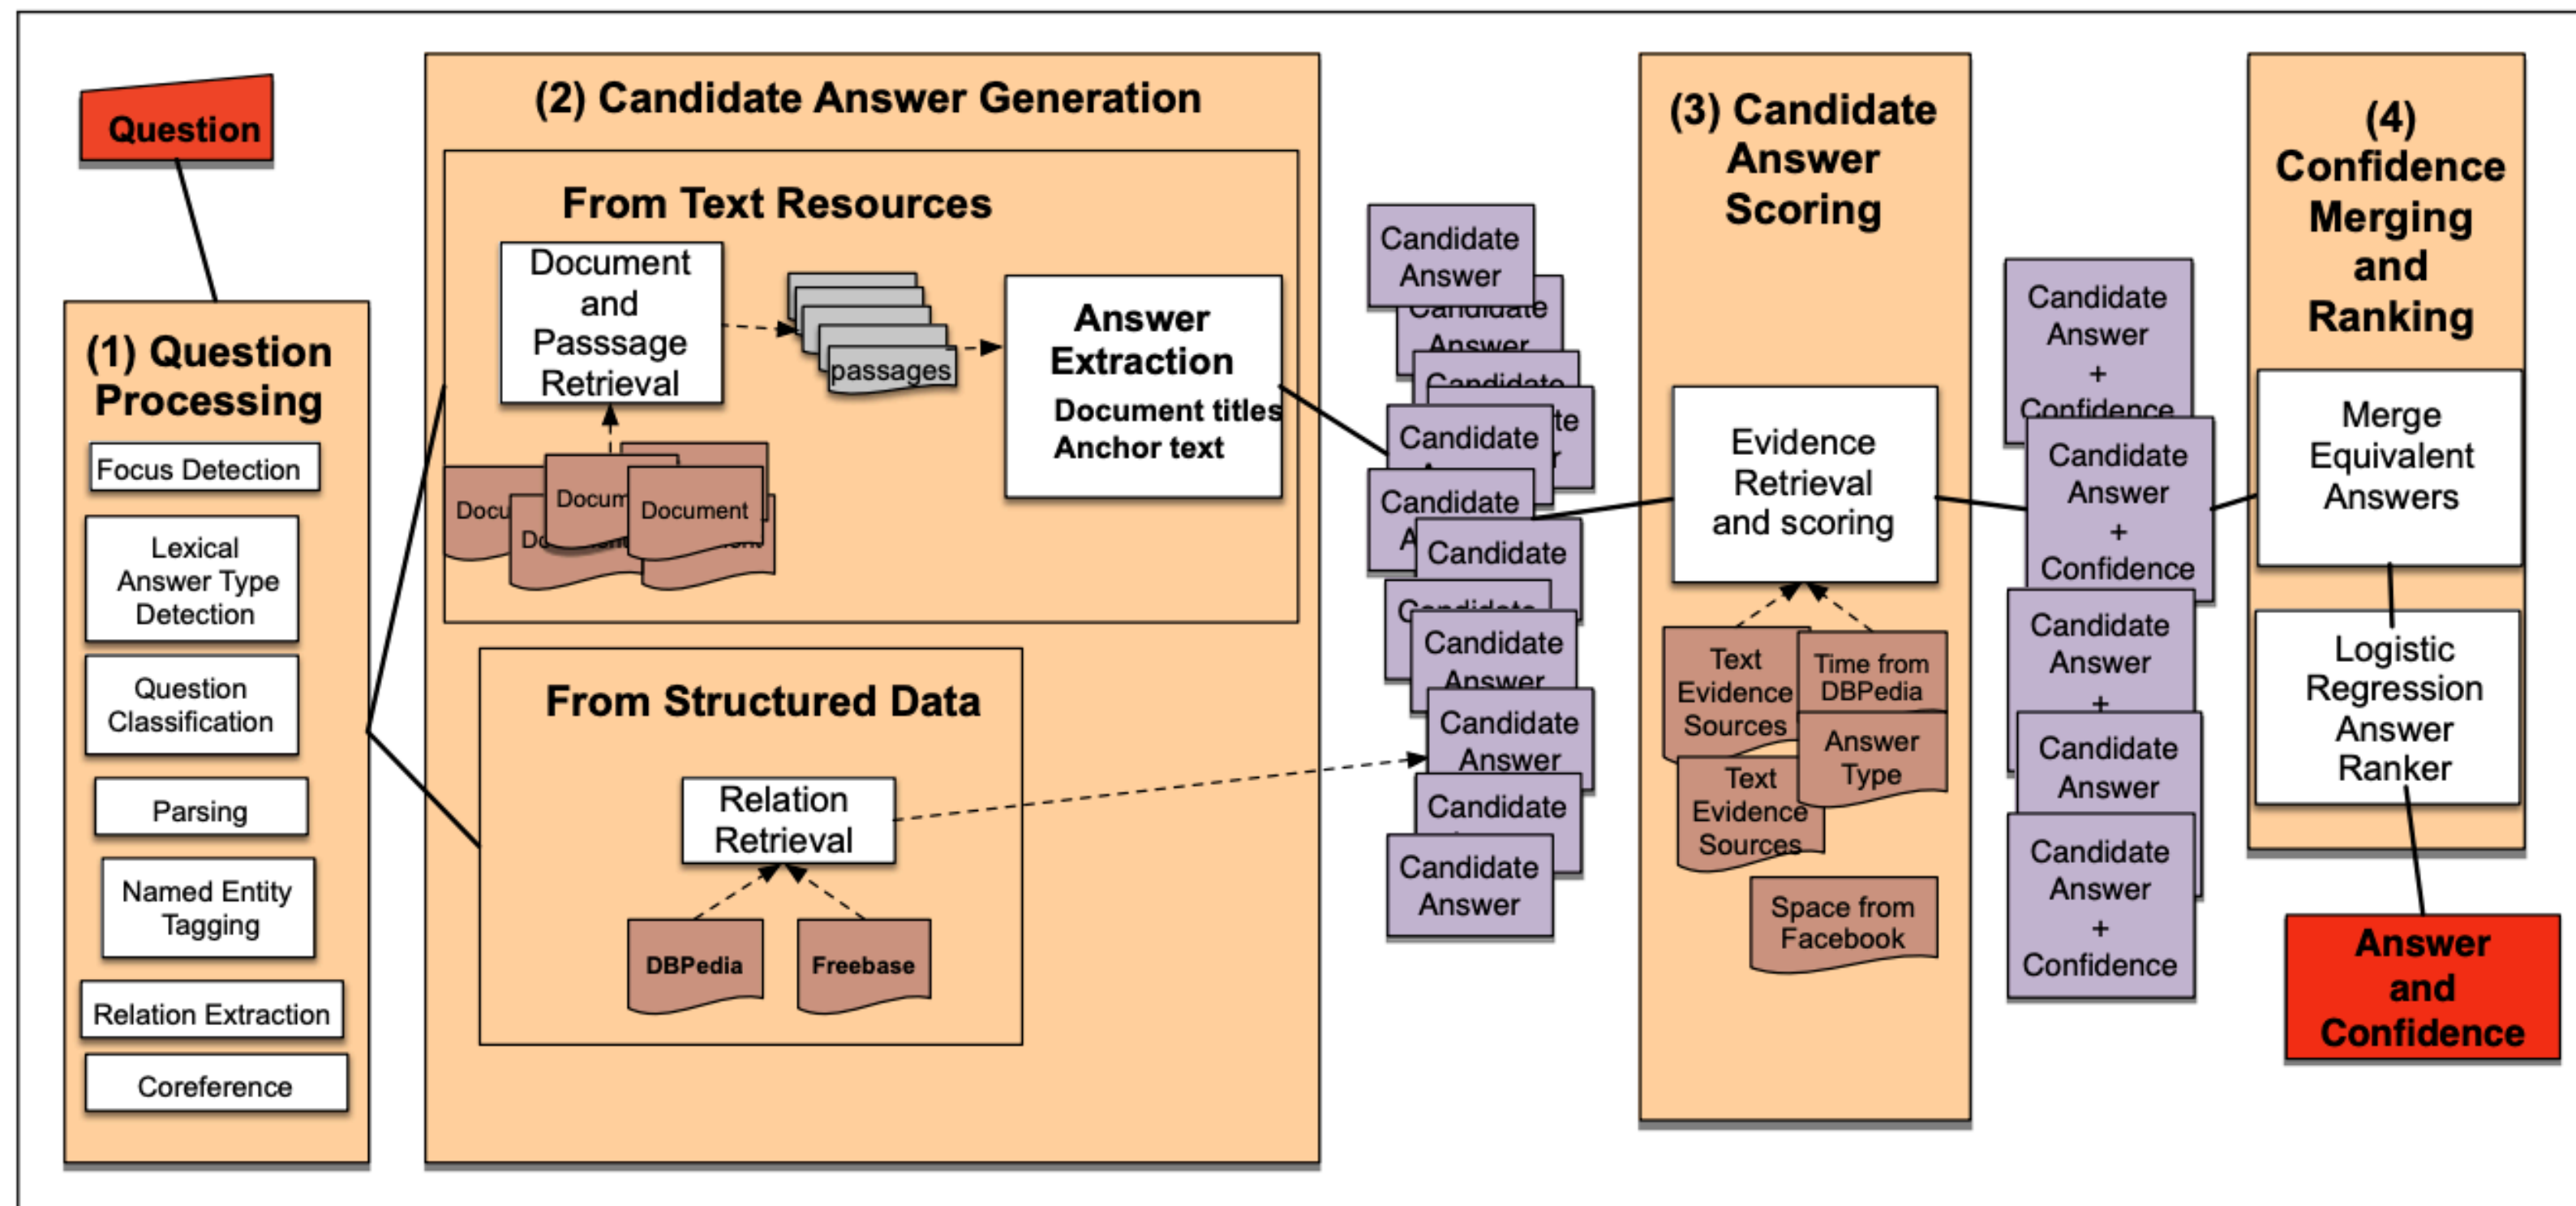 Question
(1) Question
Processing
Focus Detection
Lexical
Answer Type
Detection
Question
Classification
Parsing
Named Entity
Tagging
Relation Extraction
Coreference
(2) Candidate Answer Generation
From Text Resources
Document
and
Passsage
Retrieval
passages
Answer
Extraction
Document titles
Anchor text
Docu
Docum
Document
From Structured Data
Relation
Retrieval
DBPedia
Freebase
Candidate
Answer
Candidate
Answer
Candidate
Candidate
Candidate
Candidate
Candidate
Answer
Candidate
Answer
Candidate
Candidate
Answer
(3) Candidate
Answer
Scoring
Evidence
Retrieval
and scoring
Text
Evidence
Sources
Time from
DBPedia
Answer
Type
Text
Evidence
Sources
Space from
Facebook
Candidate
Answer
+
Confidence
Candidate
Answer
+
Confidence
Candidate
Answer
+
Candidate
Answer
Candidate
Answer
+
Confidence
(4)
Confidence
Merging
and
Ranking
Merge
Equivalent
Answers
Logistic
Regression
Answer
Ranker
Answer
and
Confidence